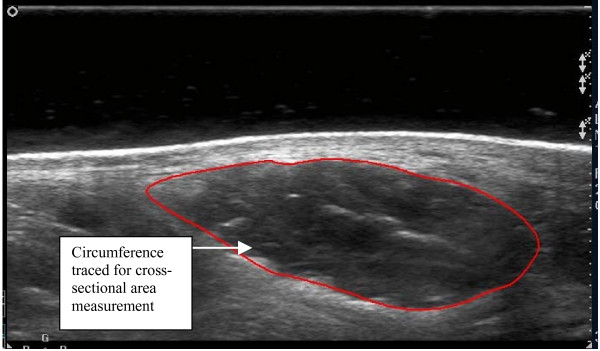 Circumference
traced for cross-
sectional area
measurement